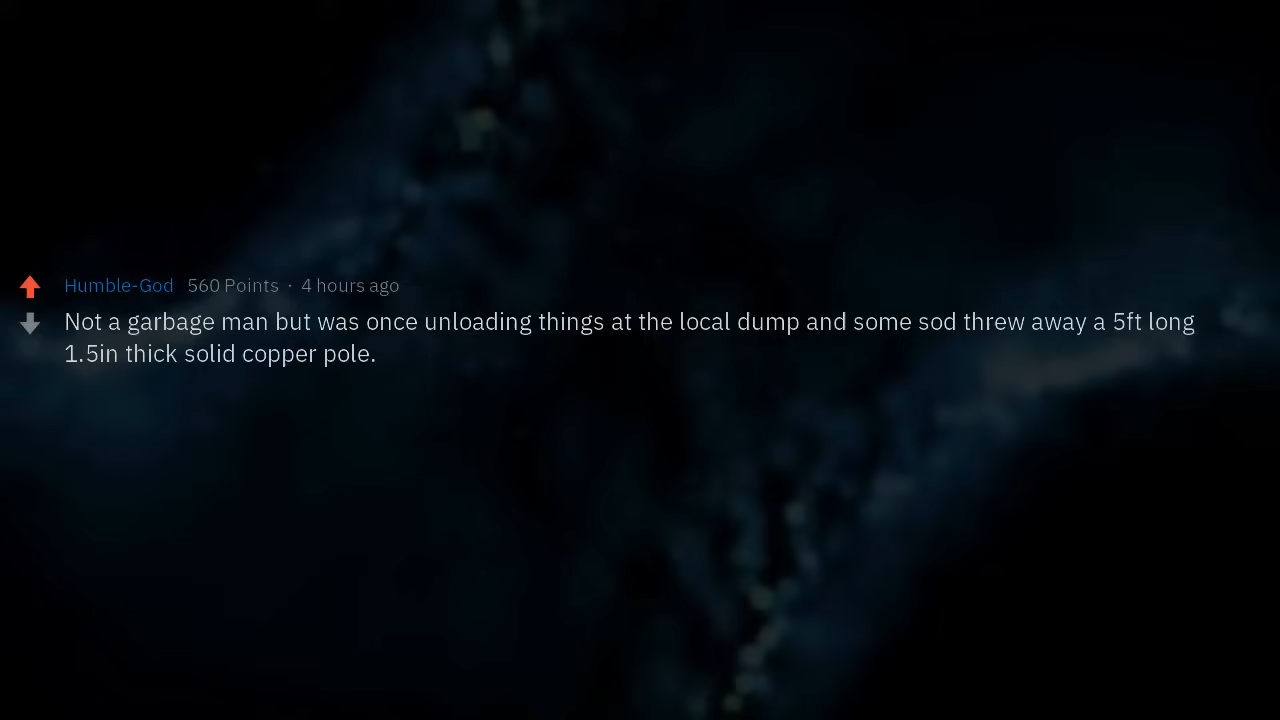 Humble-God 560 Points · 4 hours ago
Not a garbage man but was once unloading things at the local dump and some sod threw away a 5ft long
1.5in thick solid copper pole.